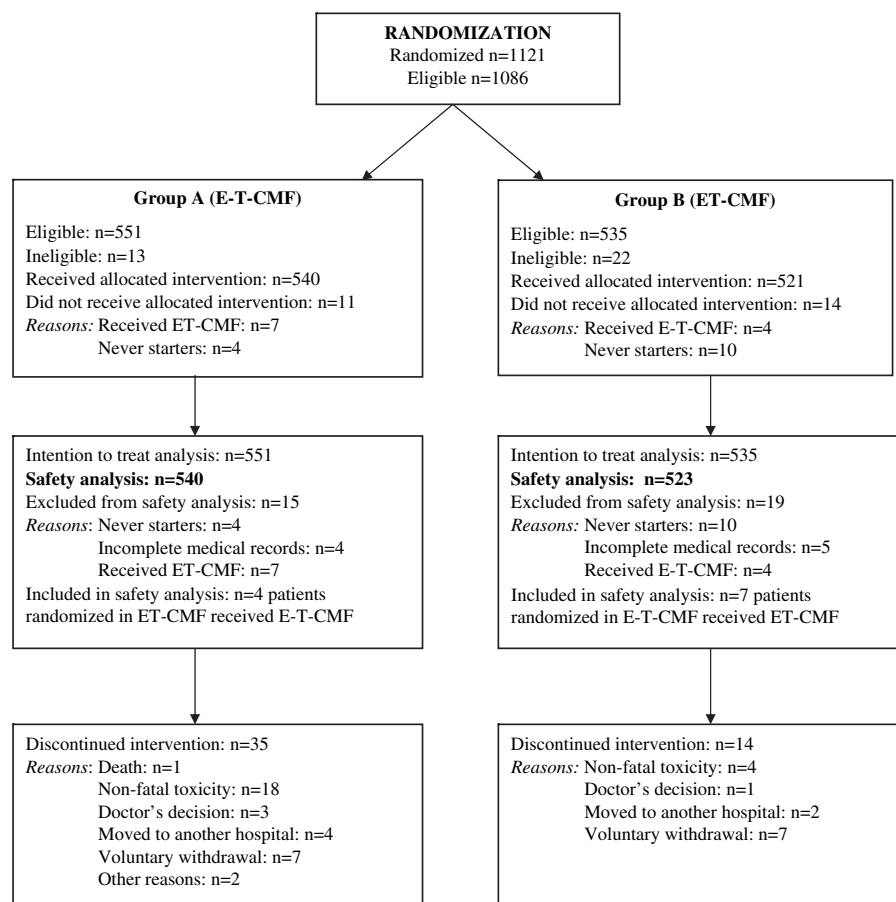 RANDOMIZATION
Randomized n=1121
Eligible n=1086
Group A (E-T-CMF)
Eligible: n=551
Ineligible: n=13
Received allocated intervention: n=540
Did not receive allocated intervention: n=11
Reasons: Received ET-CMF: n=7
Never starters: n=4
Group B (ET-CMF)
Eligible: n=535
Ineligible: n=22
Received allocated intervention: n=521
Did not receive allocated intervention: n=14
Reasons: Received E-T-CMF: n=4
Never starters: n=10
Intention to treat analysis: n=551
Safety analysis: n=540
Excluded from safety analysis: n=15
Reasons: Never starters: n=4
Incomplete medical records: n=4
Received ET-CMF: n=7
Included in safety analysis: n=4 patients
randomized in ET-CMF received E-T-CMF
Intention to treat analysis: n=535
Safety analysis: n=523
Excluded from safety analysis: n=19
Reasons: Never starters: n=10
Incomplete medical records: n=5
Received E-T-CMF: n=4
Included in safety analysis: n=7 patients
randomized in E-T-CMF received ET-CMF
Discontinued intervention: n=35
Reasons: Death: n=1
Non-fatal toxicity: n=18
Doctor's decision: n=3
Moved to another hospital: n=4
Voluntary withdrawal: n=7
Other reasons: n=2
Discontinued intervention: n=14
Reasons: Non-fatal toxicity: n=4
Doctor's decision: n=1
Moved to another hospital: n=2
Voluntary withdrawal: n=7